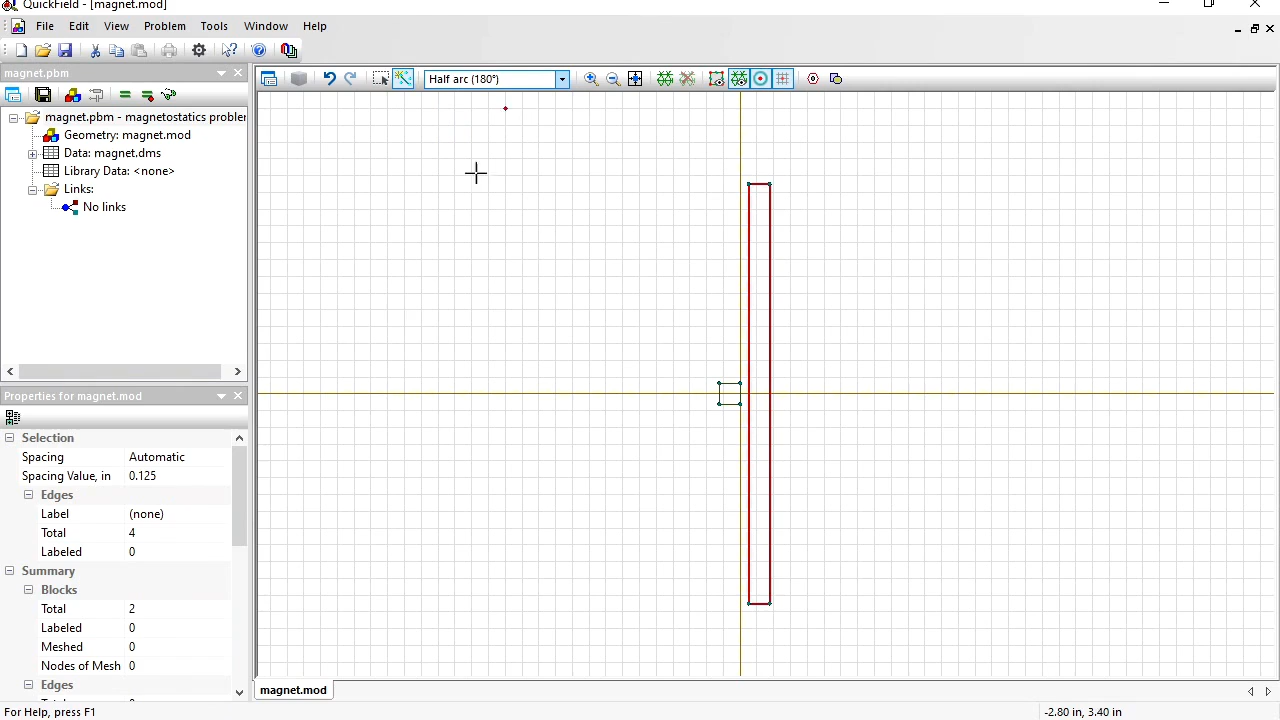 QuickField - [magnet.mod]
File Edit View Problem Tools Window Help
magnet.pbm
Half arc (180°)
magnet.pbm - magnetostatics probler
Geometry: magnet.mod
Data: magnet.dms
Library Data: <none>
Links:
No links
Properties for magnet.mod
Selection
Spacing Automatic
Spacing Value, in 0.125
Edges
Label (none)
Total 4
Labeled 0
Summary
Blocks
Total 2
Labeled 0
Meshed 0
Nodes of Mesh 0
Edges
magnet.mod
For Help, press F1
-2.80 in, 3.40 in